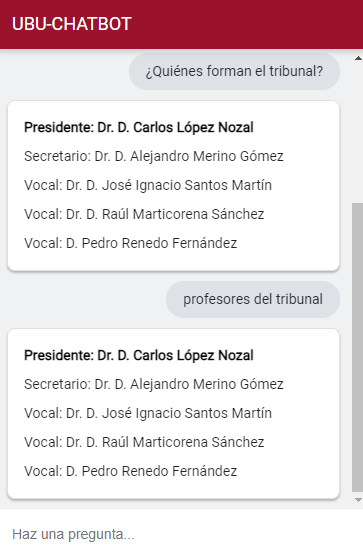 UBU-CHATBOT
¿Quiénes forman el tribunal?
Presidente: Dr. D. Carlos López Nozal
Secretario: Dr. D. Alejandro Merino Gómez
Vocal: Dr. D. José Ignacio Santos Martín
Vocal: Dr. D. Raúl Marticorena Sánchez
Vocal: D. Pedro Renedo Fernández
profesores del tribunal
Presidente: Dr. D. Carlos López Nozal
Secretario: Dr. D. Alejandro Merino Gómez
Vocal: Dr. D. José Ignacio Santos Martín
Vocal: Dr. D. Raúl Marticorena Sánchez
Vocal: D. Pedro Renedo Fernández
Haz una pregunta...